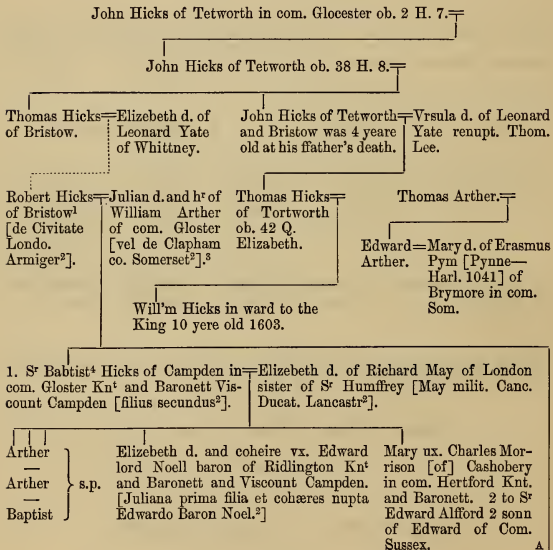 John Hicks of Tetworth in com. Glocester ob. 2 H. 7.
John Hicks of Tetworth ob. 38 H. 8.
Thomas Hicks
of Bristow.
Elizebeth d. of
Leonard Yate
of Whittney.
John Hicks of Tetworth
and Bristow was 4 yeare
old at his ffather's death.
Vrsula d. of Leonard
Yate renupt. Thom.
Lee.
Robert Hicks
of Bristow¹
[de Civitate
Londo.
Armiger²].
Julian d. and hʳ of
William Arther
of com. Gloster
[vel de Clapham
co. Somerset²].³
Thomas Hicks
of Tortworth
ob. 42 Q.
Elizabeth.
Thomas Arther.
Edward
Arther.
Mary d. of Erasmus
Pym [Pynne—
Harl. 1041] of
Brymore in com.
Som.
Will'm Hicks in ward to the
King 10 yere old 1603.
1. Sʳ Babtist⁴ Hicks of Campden in
com. Gloster Knᵗ and Baronett Vis-
count Campden [filius secundus²].
Elizebeth d. of Richard May of London
sister of Sʳ Humffrey [May milit. Canc.
Ducat. Lancastr²].
Arther
—
Arther
—
Baptist
s.p.
Elizebeth d. and coheire vx. Edward
lord Noell baron of Ridlington Knᵗ
and Baronett and Viscount Campden.
[Juliana prima filia et cohæres nupta
Edwardo Baron Noel.²]
Mary ux. Charles Mor-
rison [of] Cashobery
in com. Hertford Knt.
and Baronett. 2 to Sʳ
Edward Allford 2 sonn
of Edward of Com.
Sussex.
A